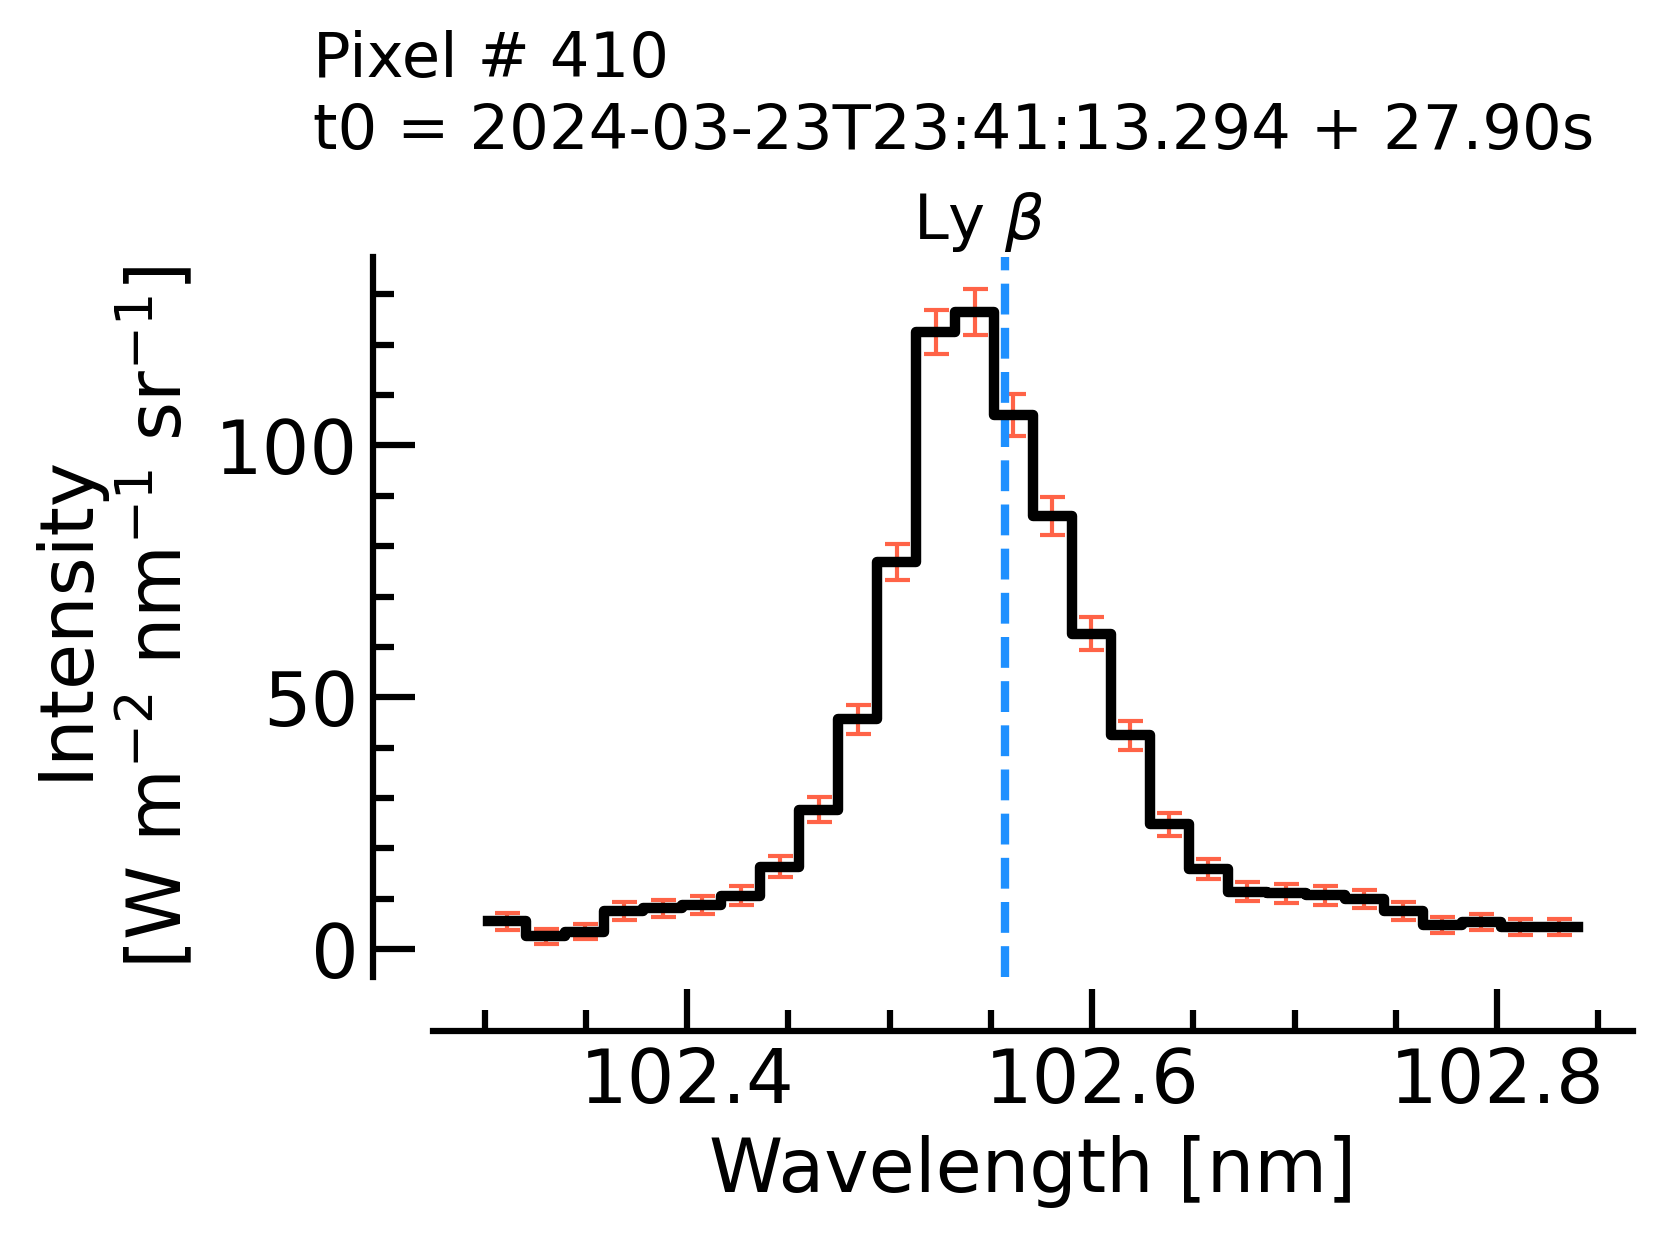 Pixel # 410
t0 = 2024-03-23T23:41:13.294 + 27.90s
Ly β
Intensity
[W m⁻² nm⁻¹ sr⁻¹]
100
50
0
102.4
102.6
102.8
Wavelength [nm]